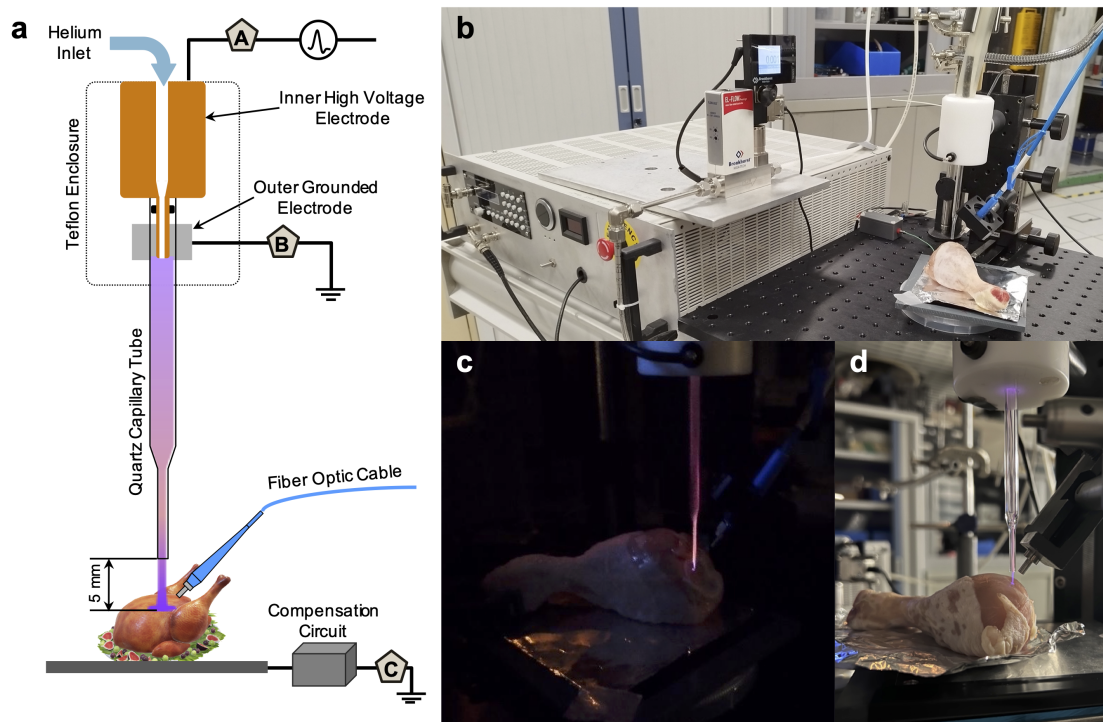 a
Helium
Inlet
A
Inner High Voltage
Electrode
Teflon Enclosure
Outer Grounded
Electrode
B
Quartz Capillary Tube
Fiber Optic Cable
5 mm
Compensation
Circuit
C
b
EL-FLOW
Bronkhorst
c
d